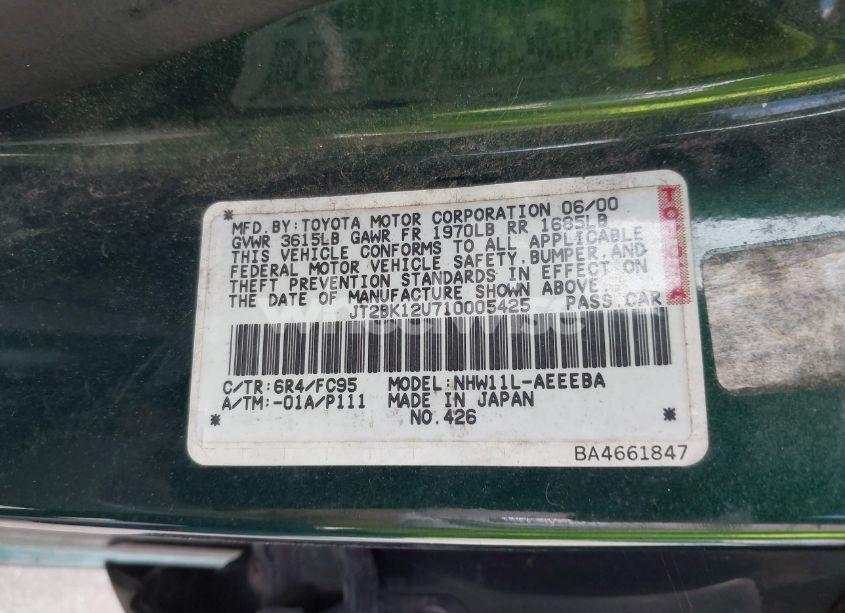 MFD.BY:TOYOTA MOTOR CORPORATION 06/00
GVWR 3615LB GAWR FR 1970LB RR 1685LB
THIS VEHICLE CONFORMS TO ALL APPLICABLE
FEDERAL MOTOR VEHICLE SAFETY,BUMPER,AND
THEFT PREVENTION STANDARDS IN EFFECT ON
THE DATE OF MANUFACTURE SHOWN ABOVE.
JT2BK12U710005425 PASS.CAR
C/TR:6R4/FC95 MODEL:NHW11L-AEEEBA
A/TM:-01A/P111 MADE IN JAPAN
NO.426
BA4661847